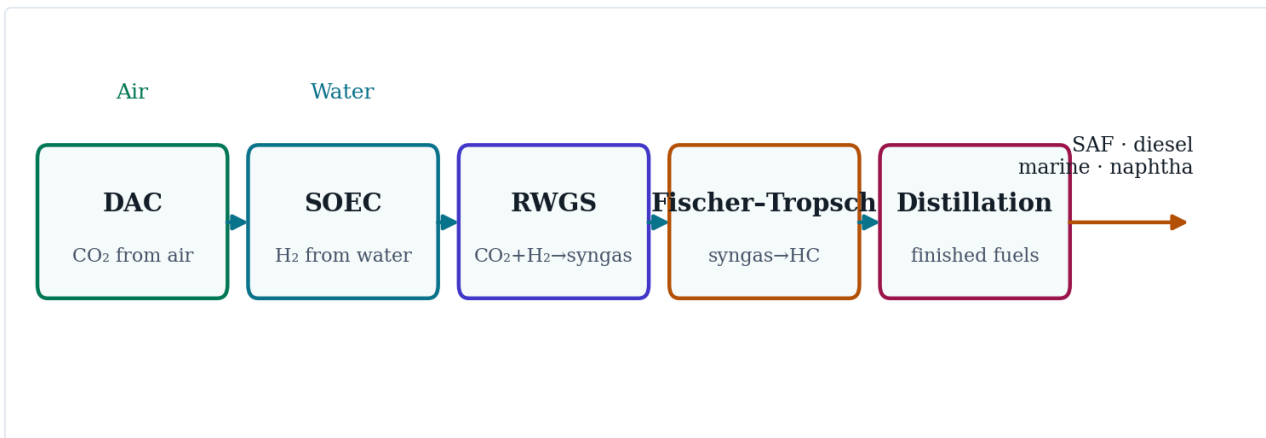 Air
Water
SAF · diesel
marine · naphtha
DAC
SOEC
RWGS
Fischer–Tropsch
Distillation
CO₂ from air
H₂ from water
CO₂+H₂→syngas
syngas→HC
finished fuels